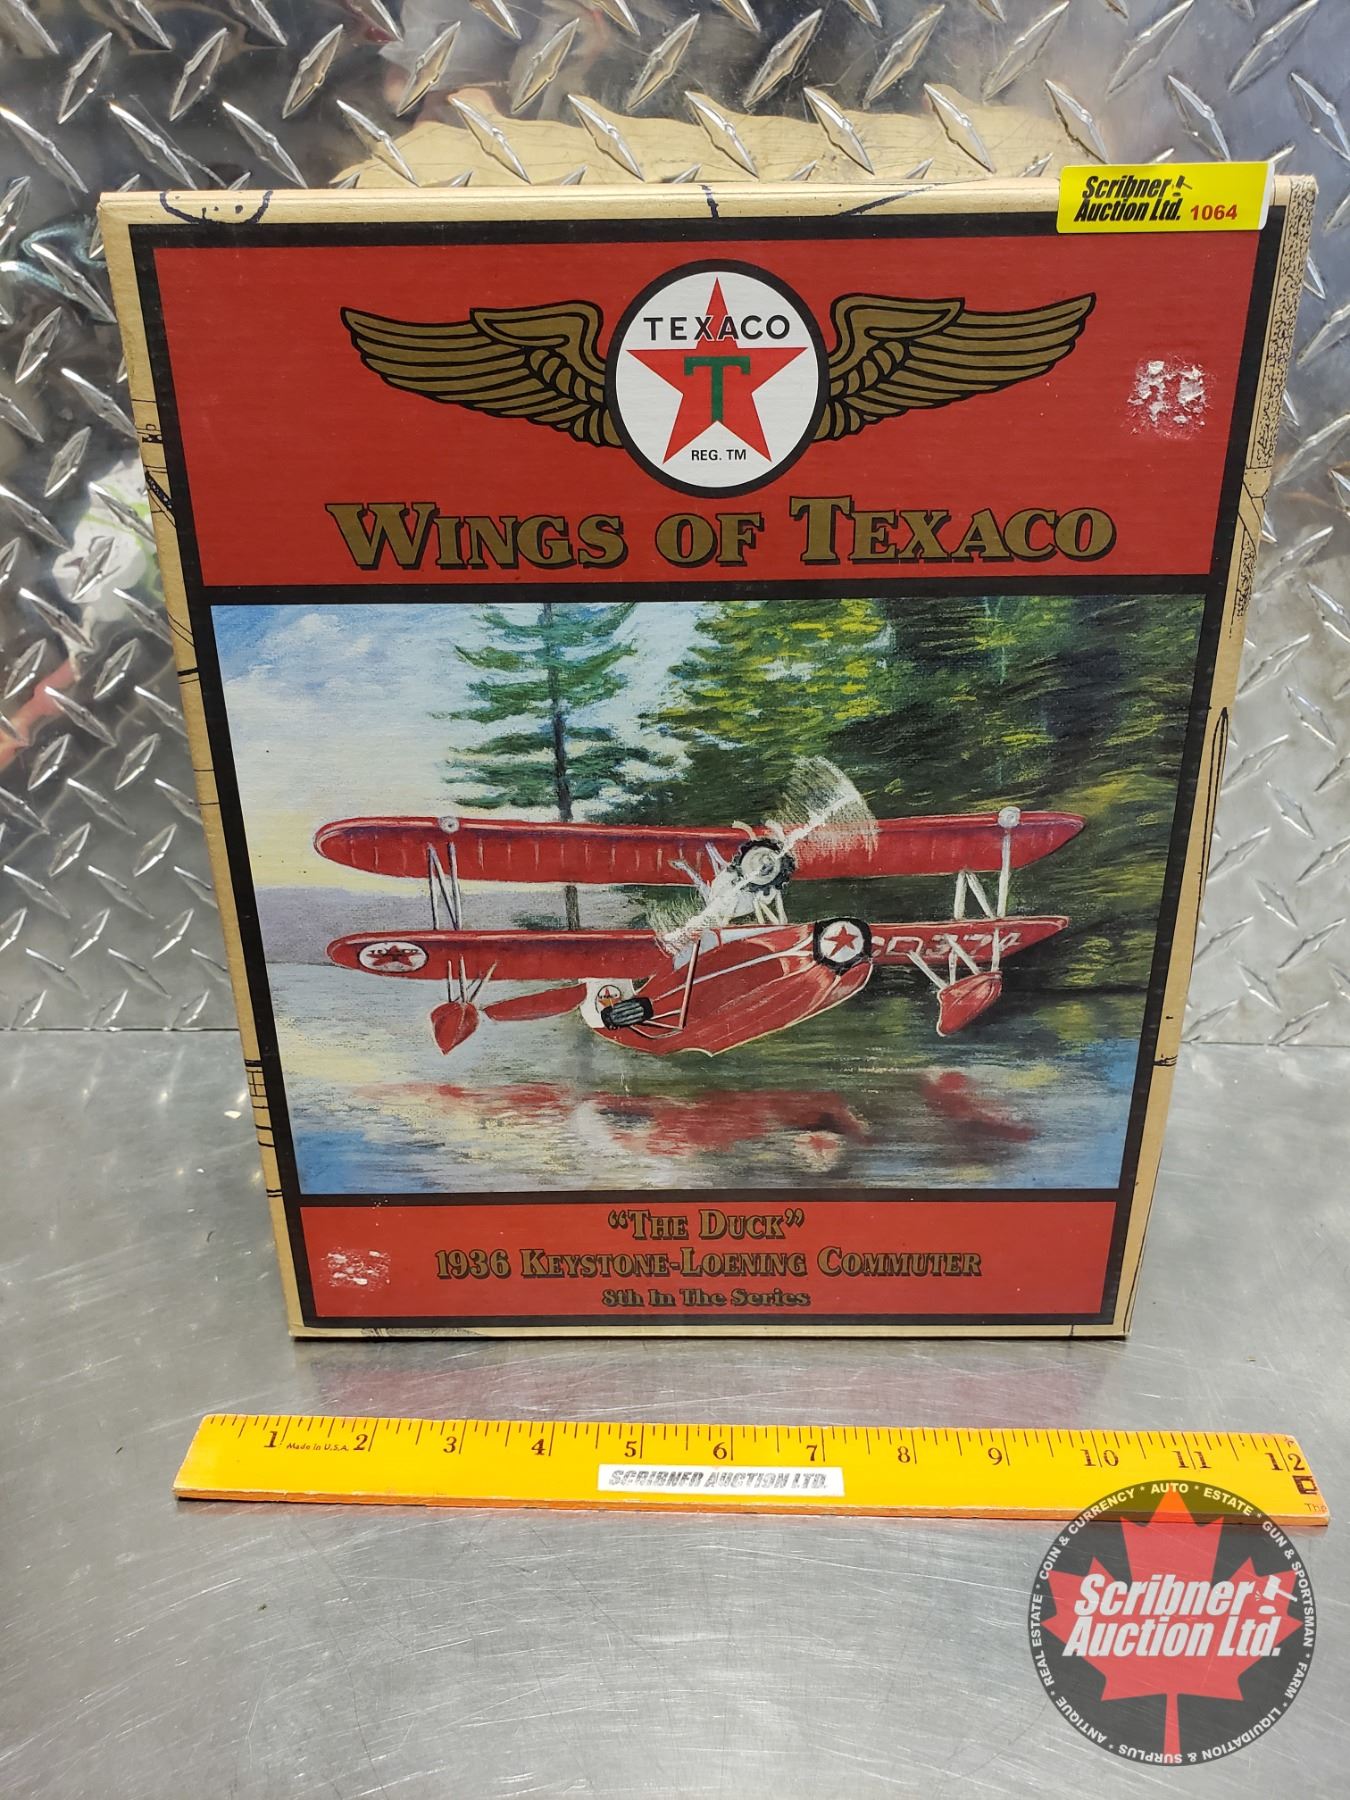 Scribner
Auction Ltd. 1064
TEXACO
T
REG. TM
WINGS OF TEXACO
"THE DUCK"
1936 KEYSTONE-LOENING COMMUTER
8th In The Series
1 Made in U.S.A. 2 3 4 5 6 7 8 9 10 11 12
SCRIBNER AUCTION LTD.
The
COIN & CURRENCY * AUTO * ESTATE * GUN & SPORTSMAN * FARM * LIQUIDATION & SURPLUS * ANTIQUE * REAL ESTATE *
Scribner
Auction Ltd.